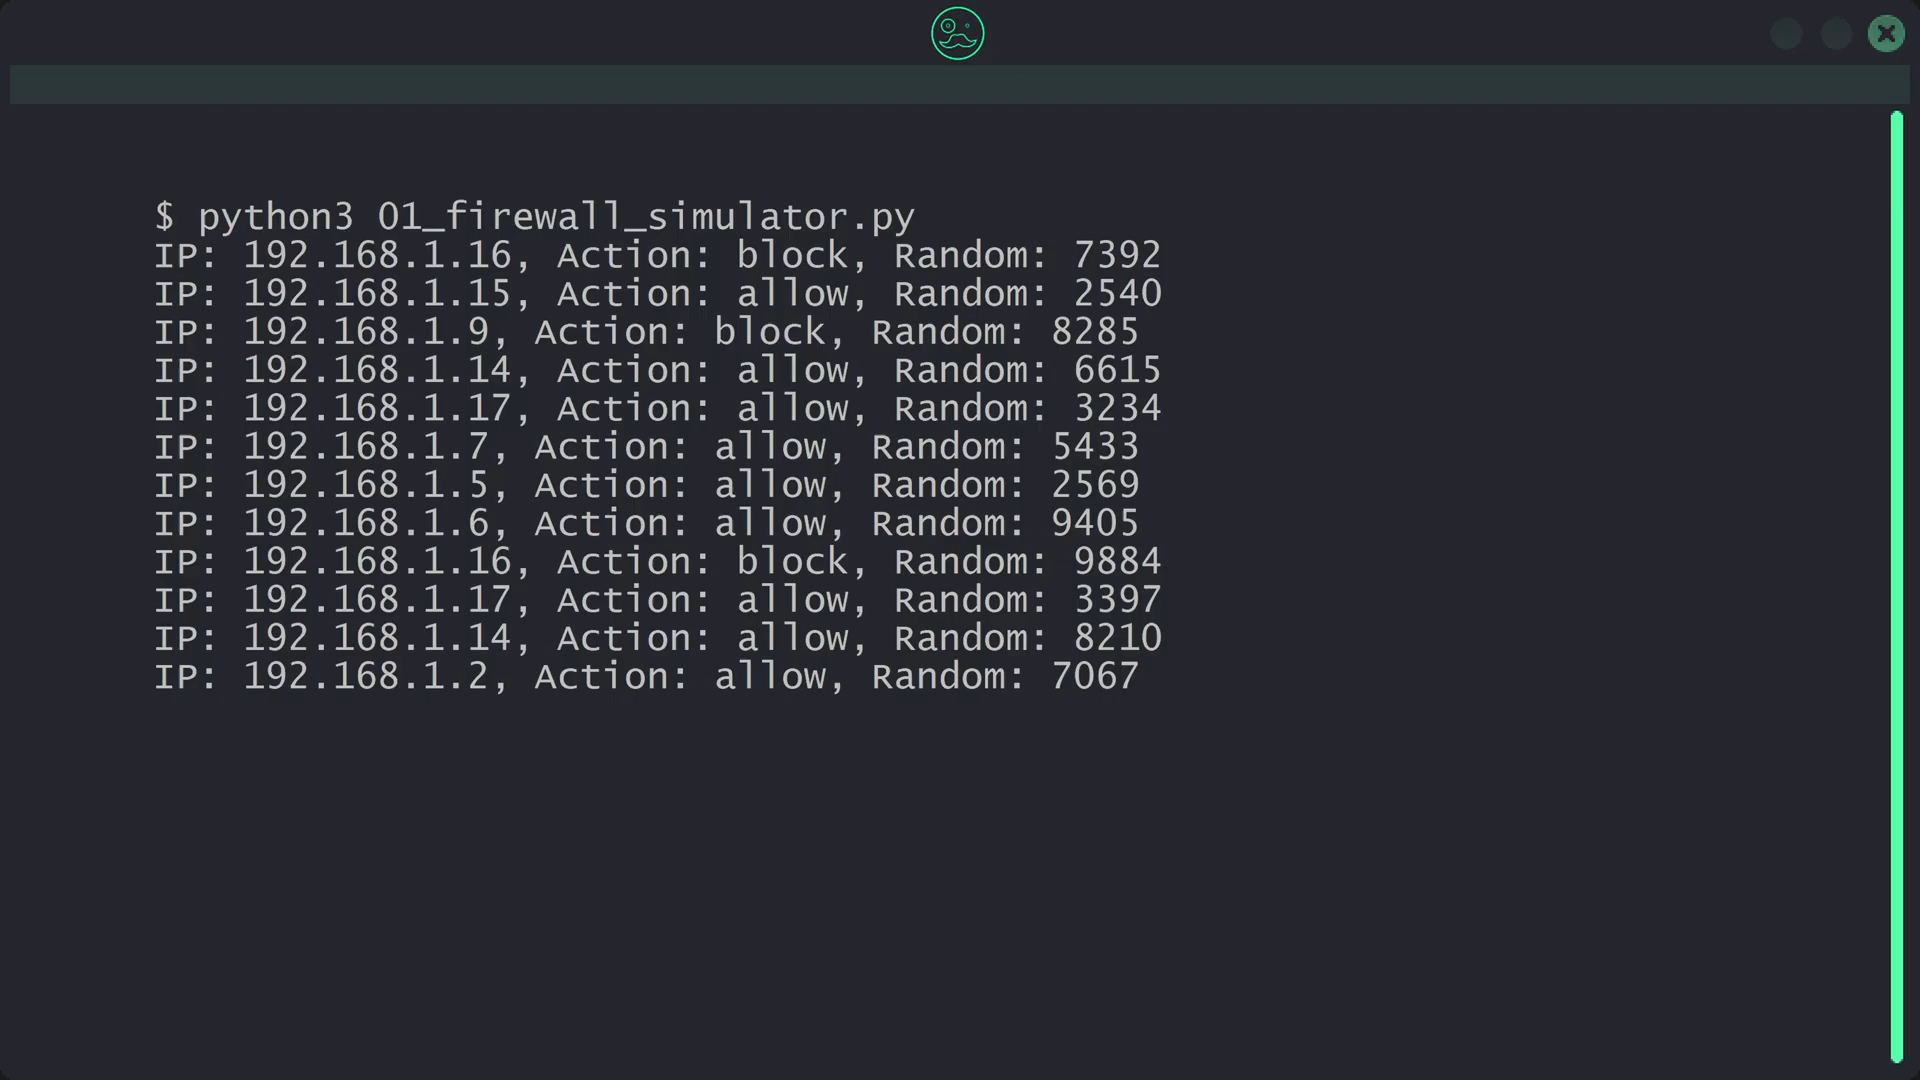 $ python3 01_firewall_simulator.py
IP: 192.168.1.16, Action: block, Random: 7392
IP: 192.168.1.15, Action: allow, Random: 2540
IP: 192.168.1.9, Action: block, Random: 8285
IP: 192.168.1.14, Action: allow, Random: 6615
IP: 192.168.1.17, Action: allow, Random: 3234
IP: 192.168.1.7, Action: allow, Random: 5433
IP: 192.168.1.5, Action: allow, Random: 2569
IP: 192.168.1.6, Action: allow, Random: 9405
IP: 192.168.1.16, Action: block, Random: 9884
IP: 192.168.1.17, Action: allow, Random: 3397
IP: 192.168.1.14, Action: allow, Random: 8210
IP: 192.168.1.2, Action: allow, Random: 7067